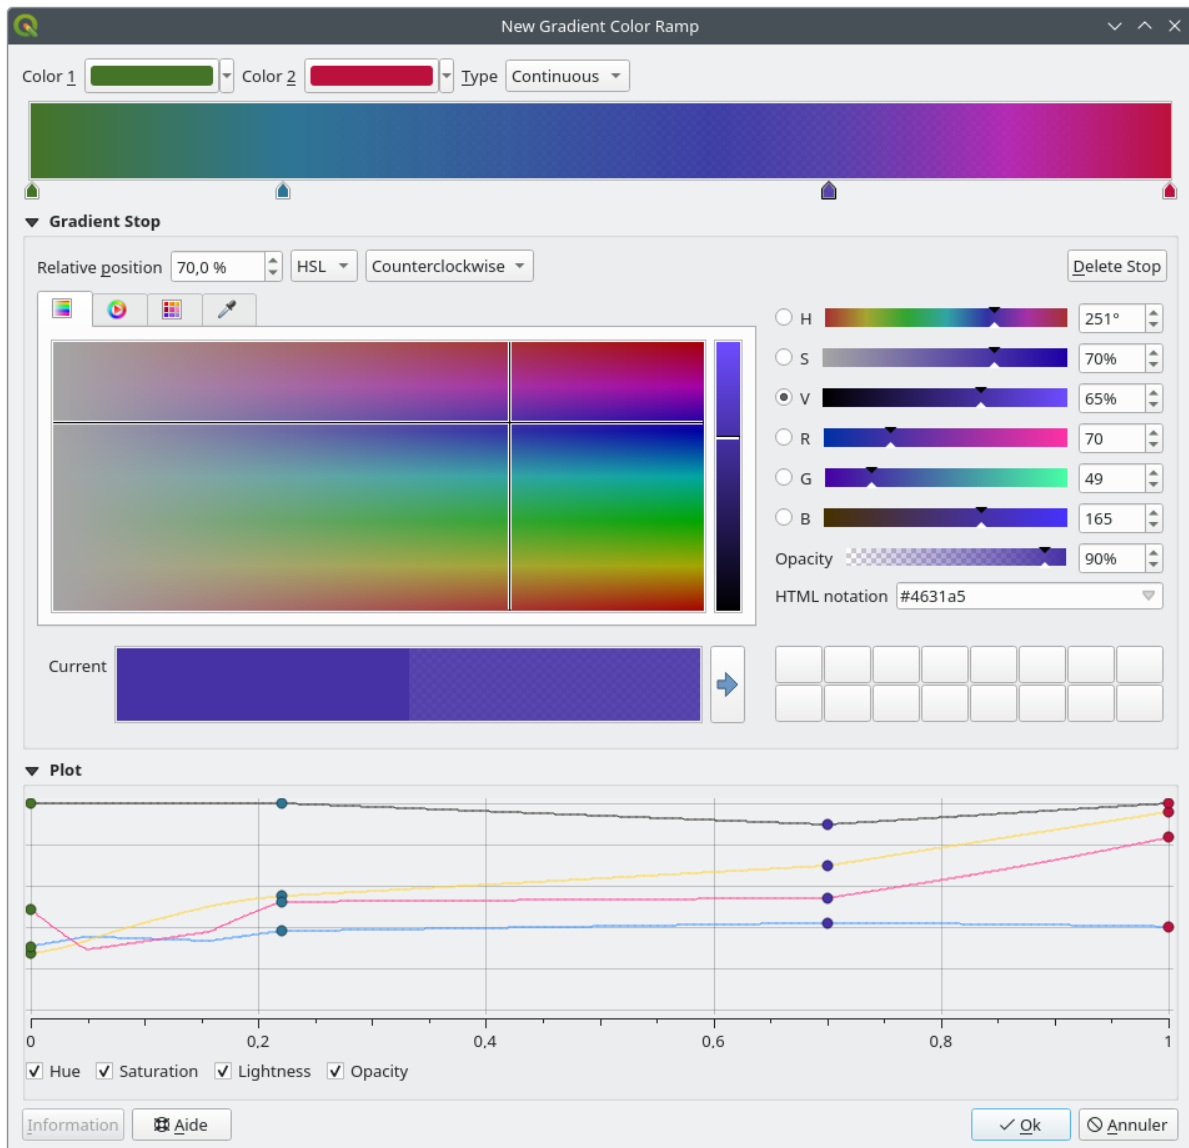 New Gradient Color Ramp
Color 1 Color 2 Type Continuous
Gradient Stop
Relative position 70,0 % HSL Counterclockwise Delete Stop
H 251°
S 70%
V 65%
R 70
G 49
B 165
Opacity 90%
HTML notation #4631a5
Current
Plot
0 0,2 0,4 0,6 0,8 1
Hue Saturation Lightness Opacity
Information Aide Ok Annuler